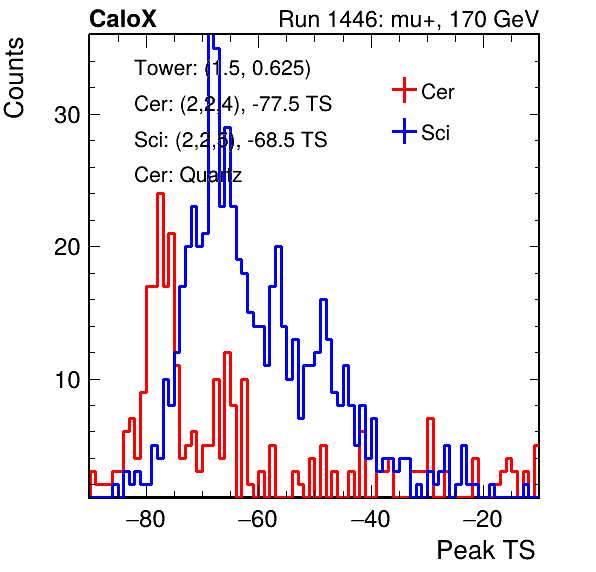 CaloX Run 1446: mu+, 170 GeV
Counts
Tower: (1.5, 0.625)
Cer: (2,2,4), -77.5 TS
Sci: (2,2,5), -68.5 TS
Cer: Quartz
Cer
Sci
30
20
10
−80 −60 −40 −20
Peak TS